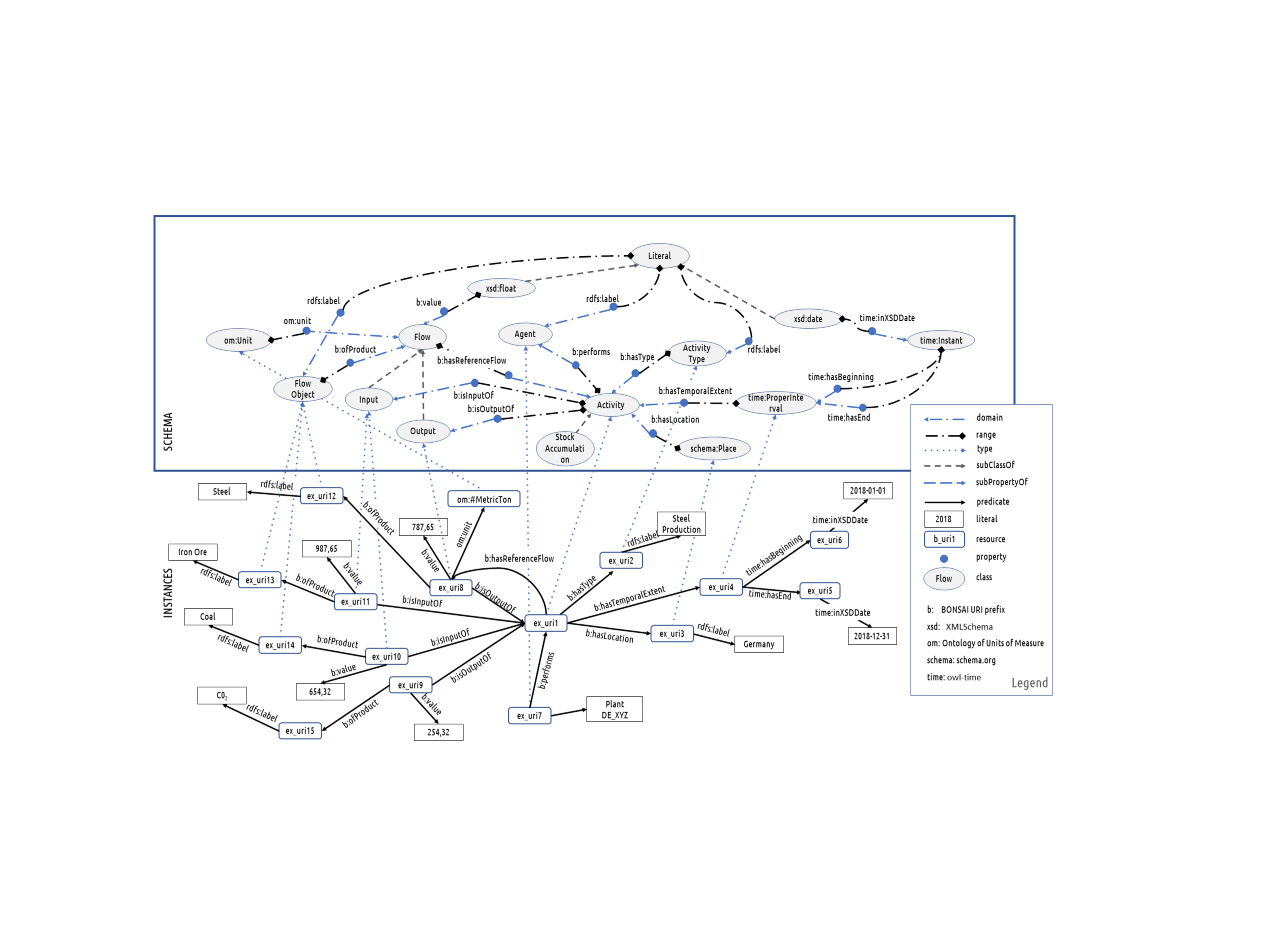 Literal
xsd:float
rdfs:label
b:value
rdfs:label
om:unit
xsd:date
time:inXSDDate
om:Unit
Flow
Agent
time:Instant
b:ofProduct
b:hasReferenceFlow
b:performs
b:hasType
Activity
Type
rdfs:label
Flow
Object
Input
b:isInputOf
b:isOutputOf
Activity
b:hasTemporalExtent
time:hasBeginning
time:ProperInte
rval
time:hasEnd
Output
b:hasLocation
Stock
Accumulati
on
schema:Place
SCHEMA
domain
range
type
subClassOf
subPropertyOf
predicate
2018
literal
b_uri1
resource
property
Flow
class
b: BONSAI URI prefix
xsd: XMLSchema
om: Ontology of Units of Measure
schema: schema.org
time: owl-time
Legend
INSTANCES
Steel
rdfs:label
ex_uri12
b:ofProduct
om:#MetricTon
om:unit
787,65
b:value
2018-01-01
time:inXSDDate
ex_uri6
Steel
Production
rdfs:label
ex_uri2
Iron Ore
rdfs:label
ex_uri13
987,65
b:value
b:ofProduct
ex_uri11
b:isInputOf
ex_uri8
b:hasReferenceFlow
b:isOutputOf
b:hasType
b:hasTemporalExtent
ex_uri4
time:hasBeginning
time:hasEnd
ex_uri5
time:inXSDDate
2018-12-31
Coal
rdfs:label
ex_uri14
b:ofProduct
ex_uri10
b:isInputOf
b:value
654,32
ex_uri1
b:hasLocation
ex_uri3
rdfs:label
Germany
CO₂
rdfs:label
ex_uri15
b:ofProduct
ex_uri9
b:isOutputOf
b:value
254,32
b:performs
ex_uri7
Plant
DE_XYZ